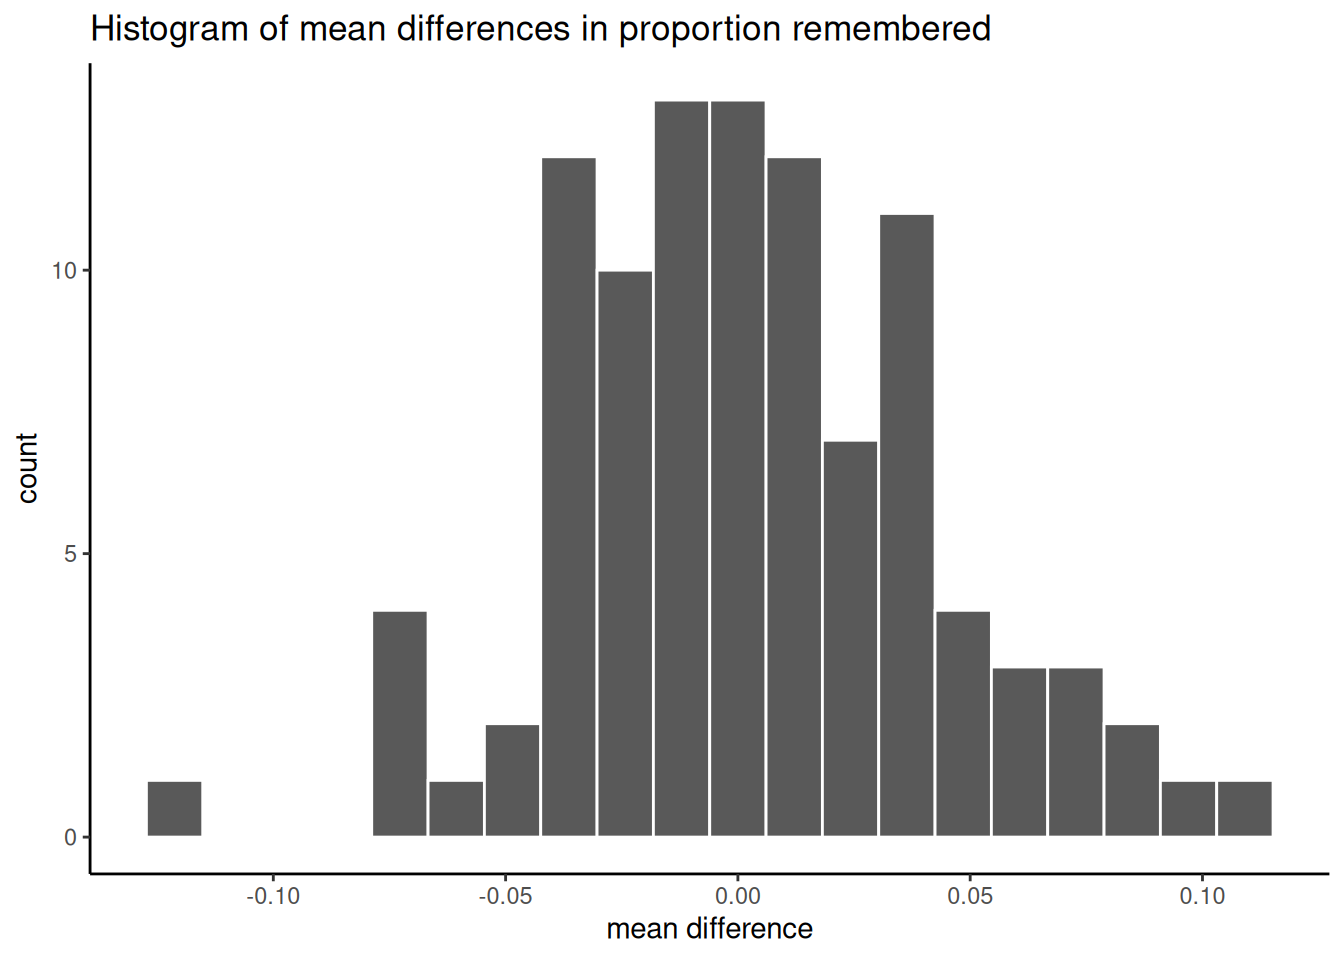 Histogram of mean differences in proportion remembered
count
10
5
0
-0.10 -0.05 0.00 0.05 0.10
mean difference